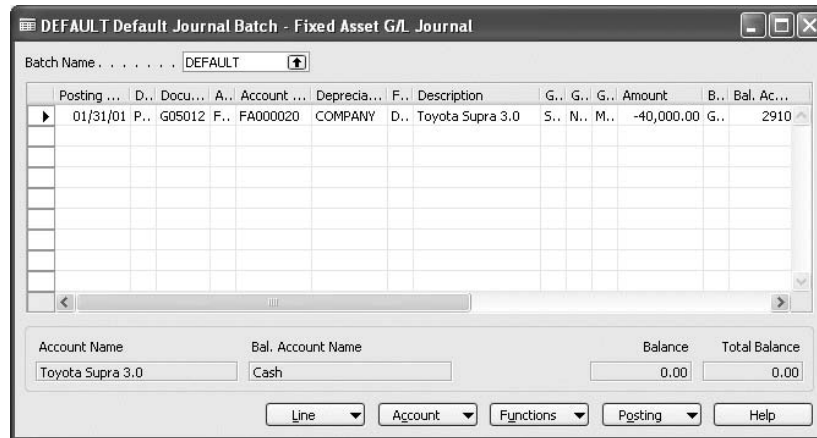 DEFAULT Default Journal Batch - Fixed Asset G/L Journal
Batch Name . . . . . . . DEFAULT
Posting ... D.. Docu... A.. Account ... Deprecia... F.. Description G.. G.. G.. Amount B.. Bal. Ac...
01/31/01 P.. G05012 F.. FA000020 COMPANY D.. Toyota Supra 3.0 S.. N.. M.. -40,000.00 G.. 2910
Account Name Bal. Account Name Balance Total Balance
Toyota Supra 3.0 Cash 0.00 0.00
Line Account Functions Posting Help